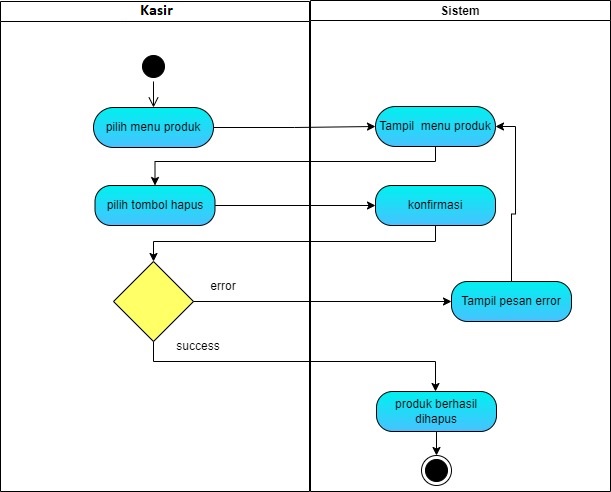 Kasir
Sistem
pilih menu produk
Tampil menu produk
pilih tombol hapus
konfirmasi
error
Tampil pesan error
success
produk berhasil
dihapus